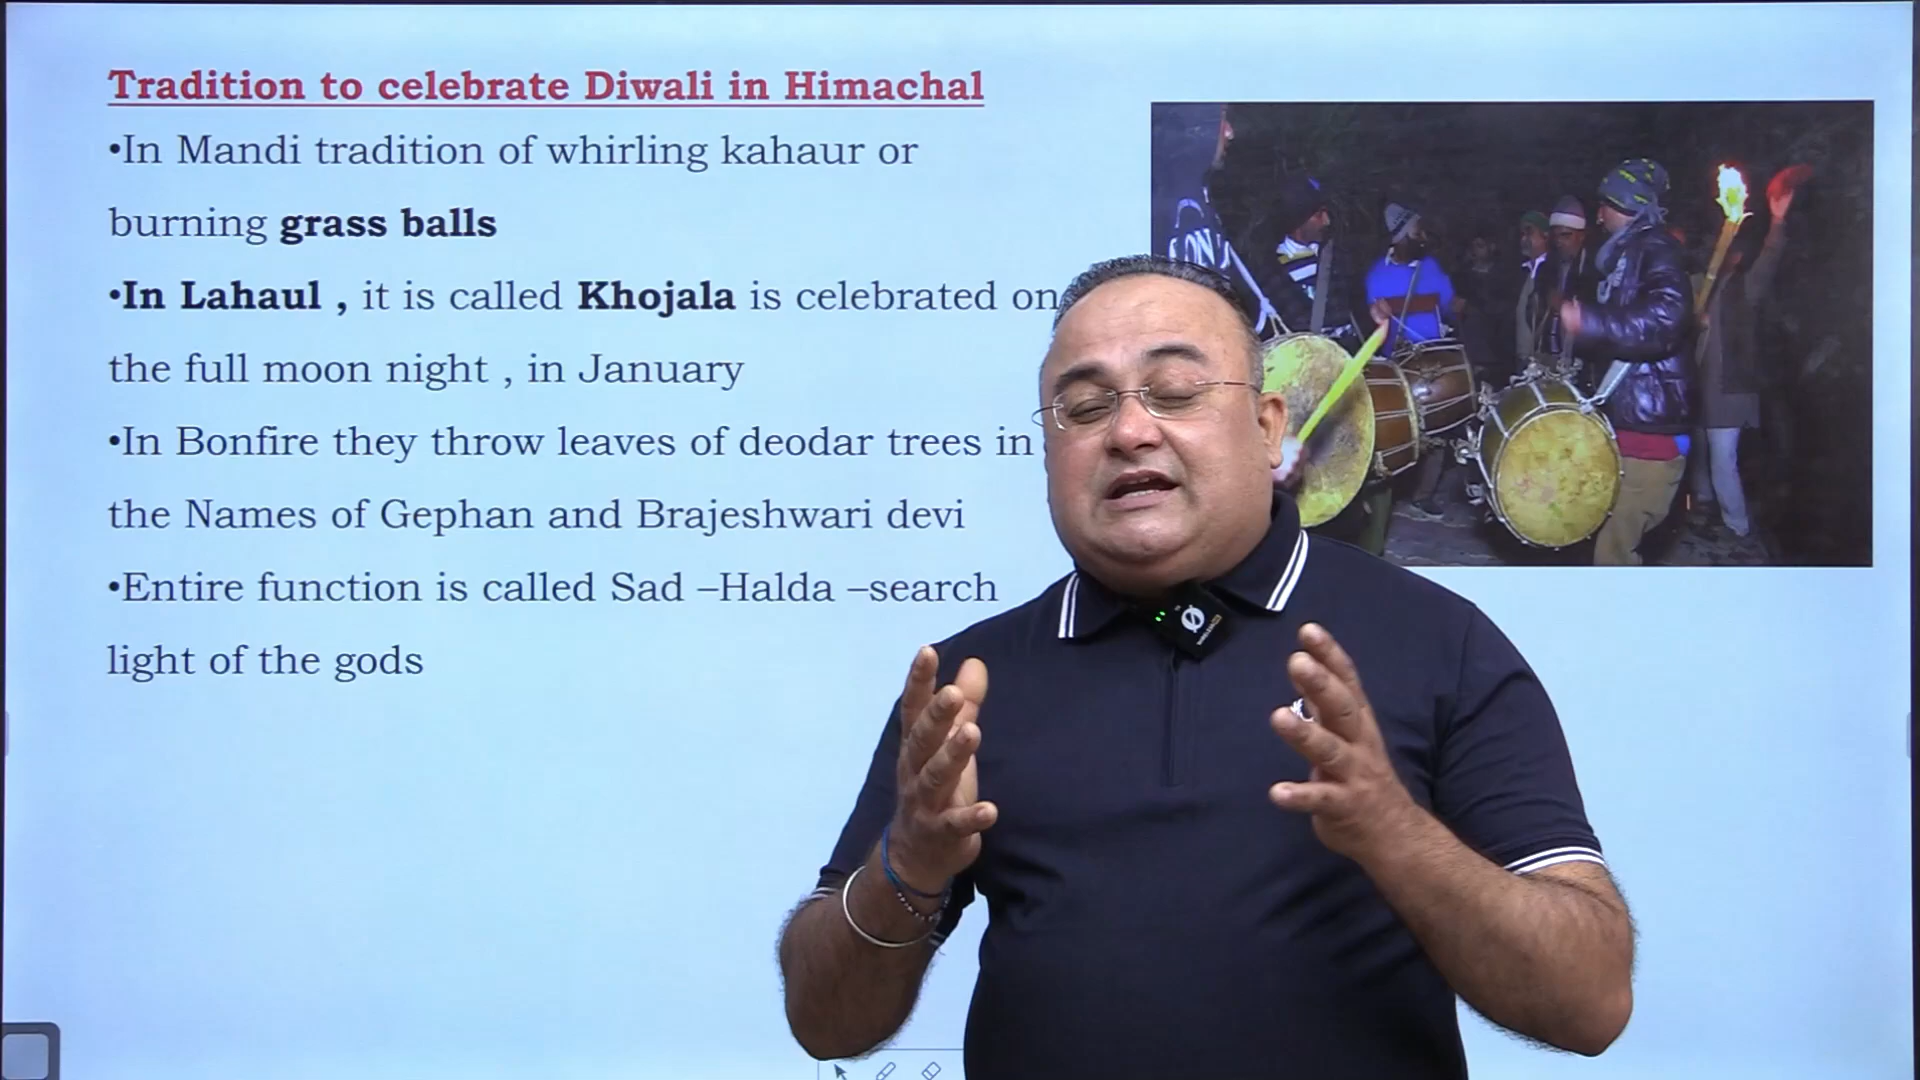 Tradition to celebrate Diwali in Himachal
•In Mandi tradition of whirling kahaur or
burning grass balls
•In Lahaul , it is called Khojala is celebrated on
the full moon night , in January
•In Bonfire they throw leaves of deodar trees in
the Names of Gephan and Brajeshwari devi
•Entire function is called Sad –Halda –search
light of the gods